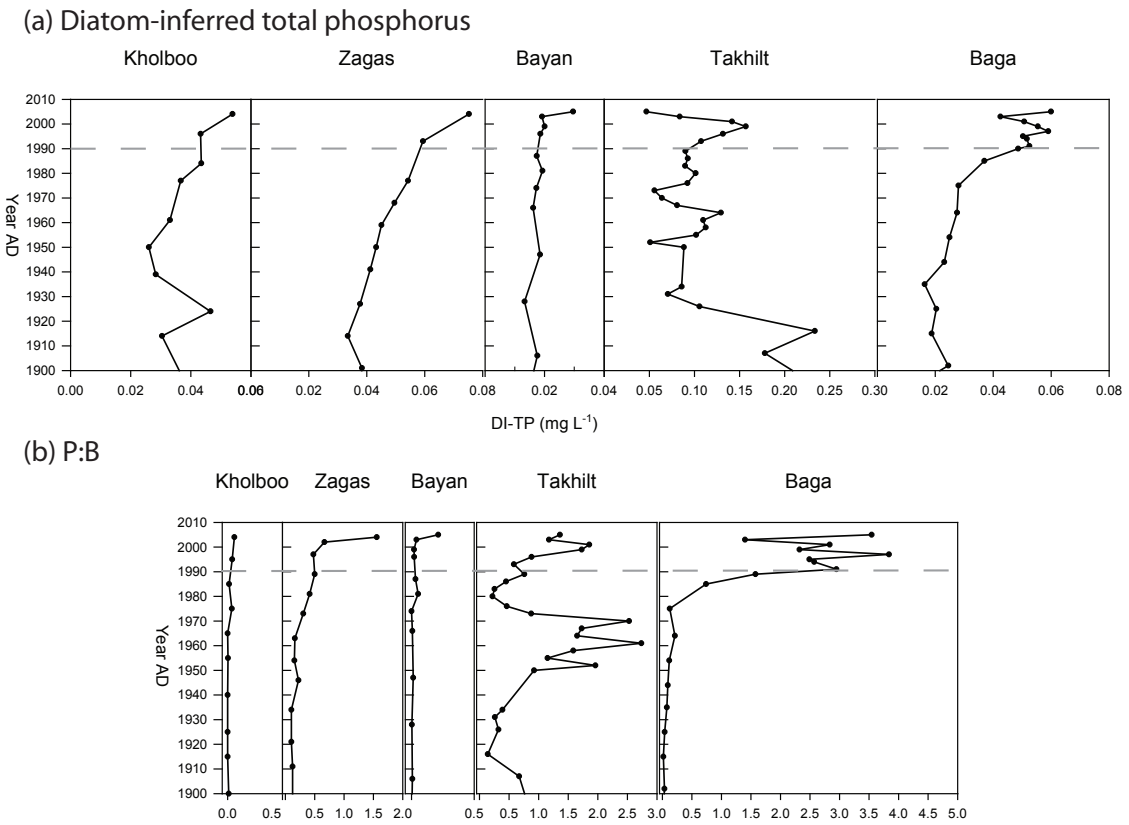 (a) Diatom-inferred total phosphorus
Kholboo Zagas Bayan Takhilt Baga
2010
2000
1990
1980
1970
1960
1950
1940
1930
1920
1910
1900
Year AD
0.00 0.02 0.04 0.06 0.00 0.02 0.04 0.06 0.08 0.02 0.04 0.05 0.10 0.15 0.20 0.30 0.02 0.04 0.06 0.08
DI-TP (mg L⁻¹)
(b) P:B
Kholboo Zagas Bayan Takhilt Baga
2010
2000
1990
1980
1970
1960
1950
1940
1930
1920
1910
1900
Year AD
0.0 0.5 0.5 1.0 1.5 2.0 0.5 0.5 1.0 1.5 2.0 2.5 3.0 0.5 1.0 1.5 2.0 2.5 3.0 3.5 4.0 4.5 5.0